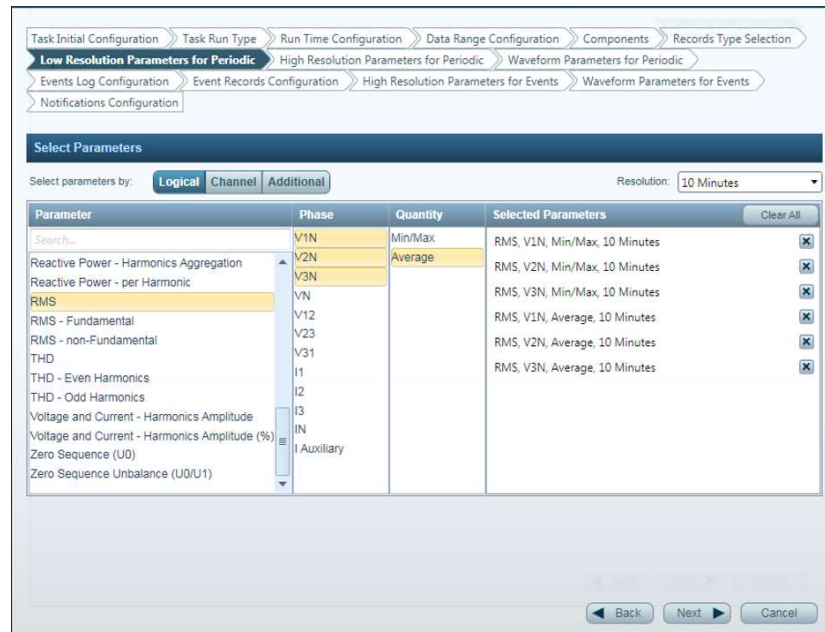 Task Initial Configuration Task Run Type Run Time Configuration Data Range Configuration Components Records Type Selection
Low Resolution Parameters for Periodic High Resolution Parameters for Periodic Waveform Parameters for Periodic
Events Log Configuration Event Records Configuration High Resolution Parameters for Events Waveform Parameters for Events
Notifications Configuration
Select Parameters
Select parameters by: Logical Channel Additional Resolution: 10 Minutes
Parameter Phase Quantity Selected Parameters Clear All
Search...
Reactive Power - Harmonics Aggregation
Reactive Power - per Harmonic
RMS
RMS - Fundamental
RMS - non-Fundamental
THD
THD - Even Harmonics
THD - Odd Harmonics
Voltage and Current - Harmonics Amplitude
Voltage and Current - Harmonics Amplitude (%)
Zero Sequence (U0)
Zero Sequence Unbalance (U0/U1)
V1N
V2N
V3N
VN
V12
V23
V31
I1
I2
I3
IN
I Auxiliary
Min/Max
Average
RMS, V1N, Min/Max, 10 Minutes
RMS, V2N, Min/Max, 10 Minutes
RMS, V3N, Min/Max, 10 Minutes
RMS, V1N, Average, 10 Minutes
RMS, V2N, Average, 10 Minutes
RMS, V3N, Average, 10 Minutes
Back Next Cancel